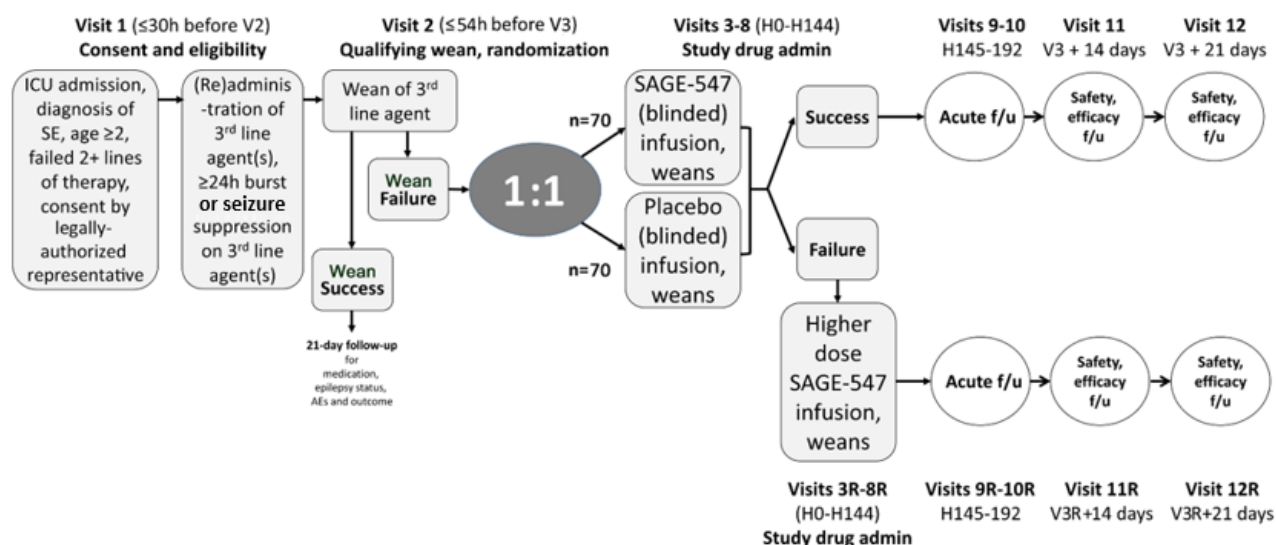 Visit 1 (≤30h before V2)
Consent and eligibility
Visit 2 (≤54h before V3)
Qualifying wean, randomization
Visits 3-8 (H0-H144)
Study drug admin
Visits 9-10
H145-192
Visit 11
V3 + 14 days
Visit 12
V3 + 21 days
ICU admission,
diagnosis of
SE, age ≥2,
failed 2+ lines
of therapy,
consent by
legally-
authorized
representative
(Re)adminis
-tration of
3rd line
agent(s),
≥24h burst
or seizure
suppression
on 3rd line
agent(s)
Wean of 3rd
line agent
Wean
Failure
Wean
Success
21-day follow-up
for
medication,
epilepsy status,
AEs and outcome
1:1
n=70
n=70
SAGE-547
(blinded)
infusion,
weans
Placebo
(blinded)
infusion,
weans
Success
Acute f/u
Safety,
efficacy
f/u
Safety,
efficacy
f/u
Failure
Higher
dose
SAGE-547
infusion,
weans
Acute f/u
Safety,
efficacy
f/u
Safety,
efficacy
f/u
Visits 3R-8R
(H0-H144)
Study drug admin
Visits 9R-10R
H145-192
Visit 11R
V3R+14 days
Visit 12R
V3R+21 days